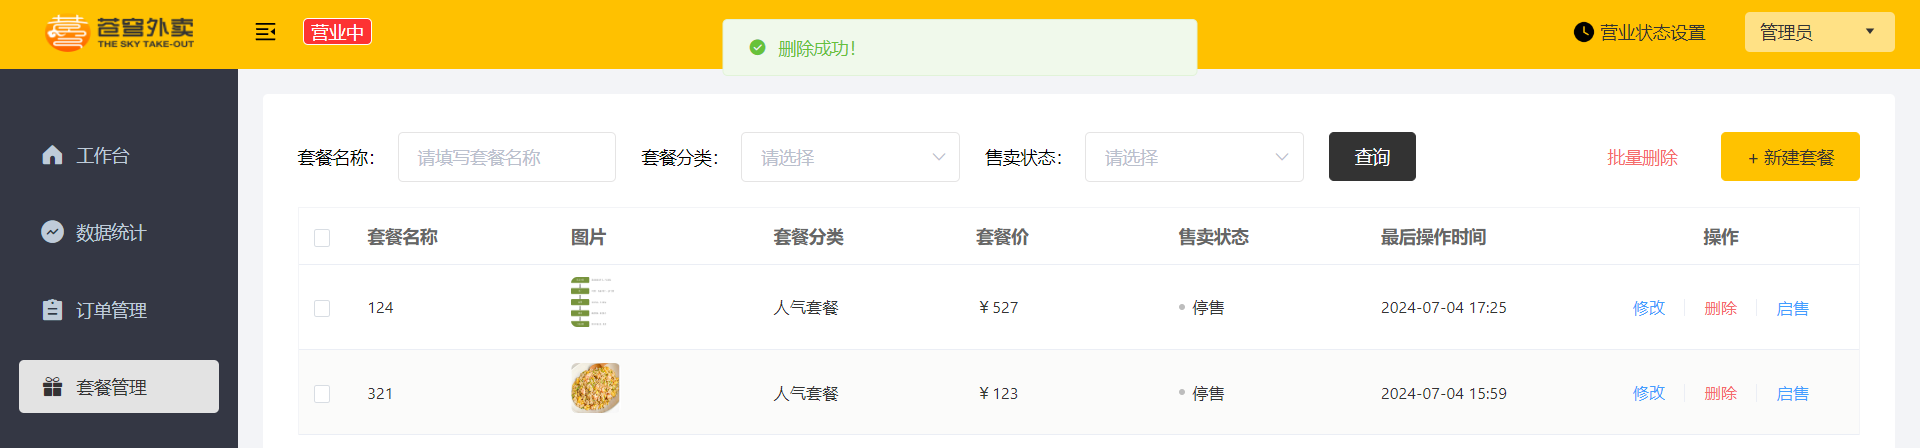 苍穹外卖
THE SKY TAKE-OUT
营业中
删除成功！
营业状态设置
管理员
工作台
数据统计
订单管理
套餐管理
套餐名称： 请填写套餐名称 套餐分类： 请选择 售卖状态： 请选择 查询 批量删除 + 新建套餐
套餐名称 图片 套餐分类 套餐价 售卖状态 最后操作时间 操作
124 人气套餐 ￥527 停售 2024-07-04 17:25 修改 删除 启售
321 人气套餐 ￥123 停售 2024-07-04 15:59 修改 删除 启售